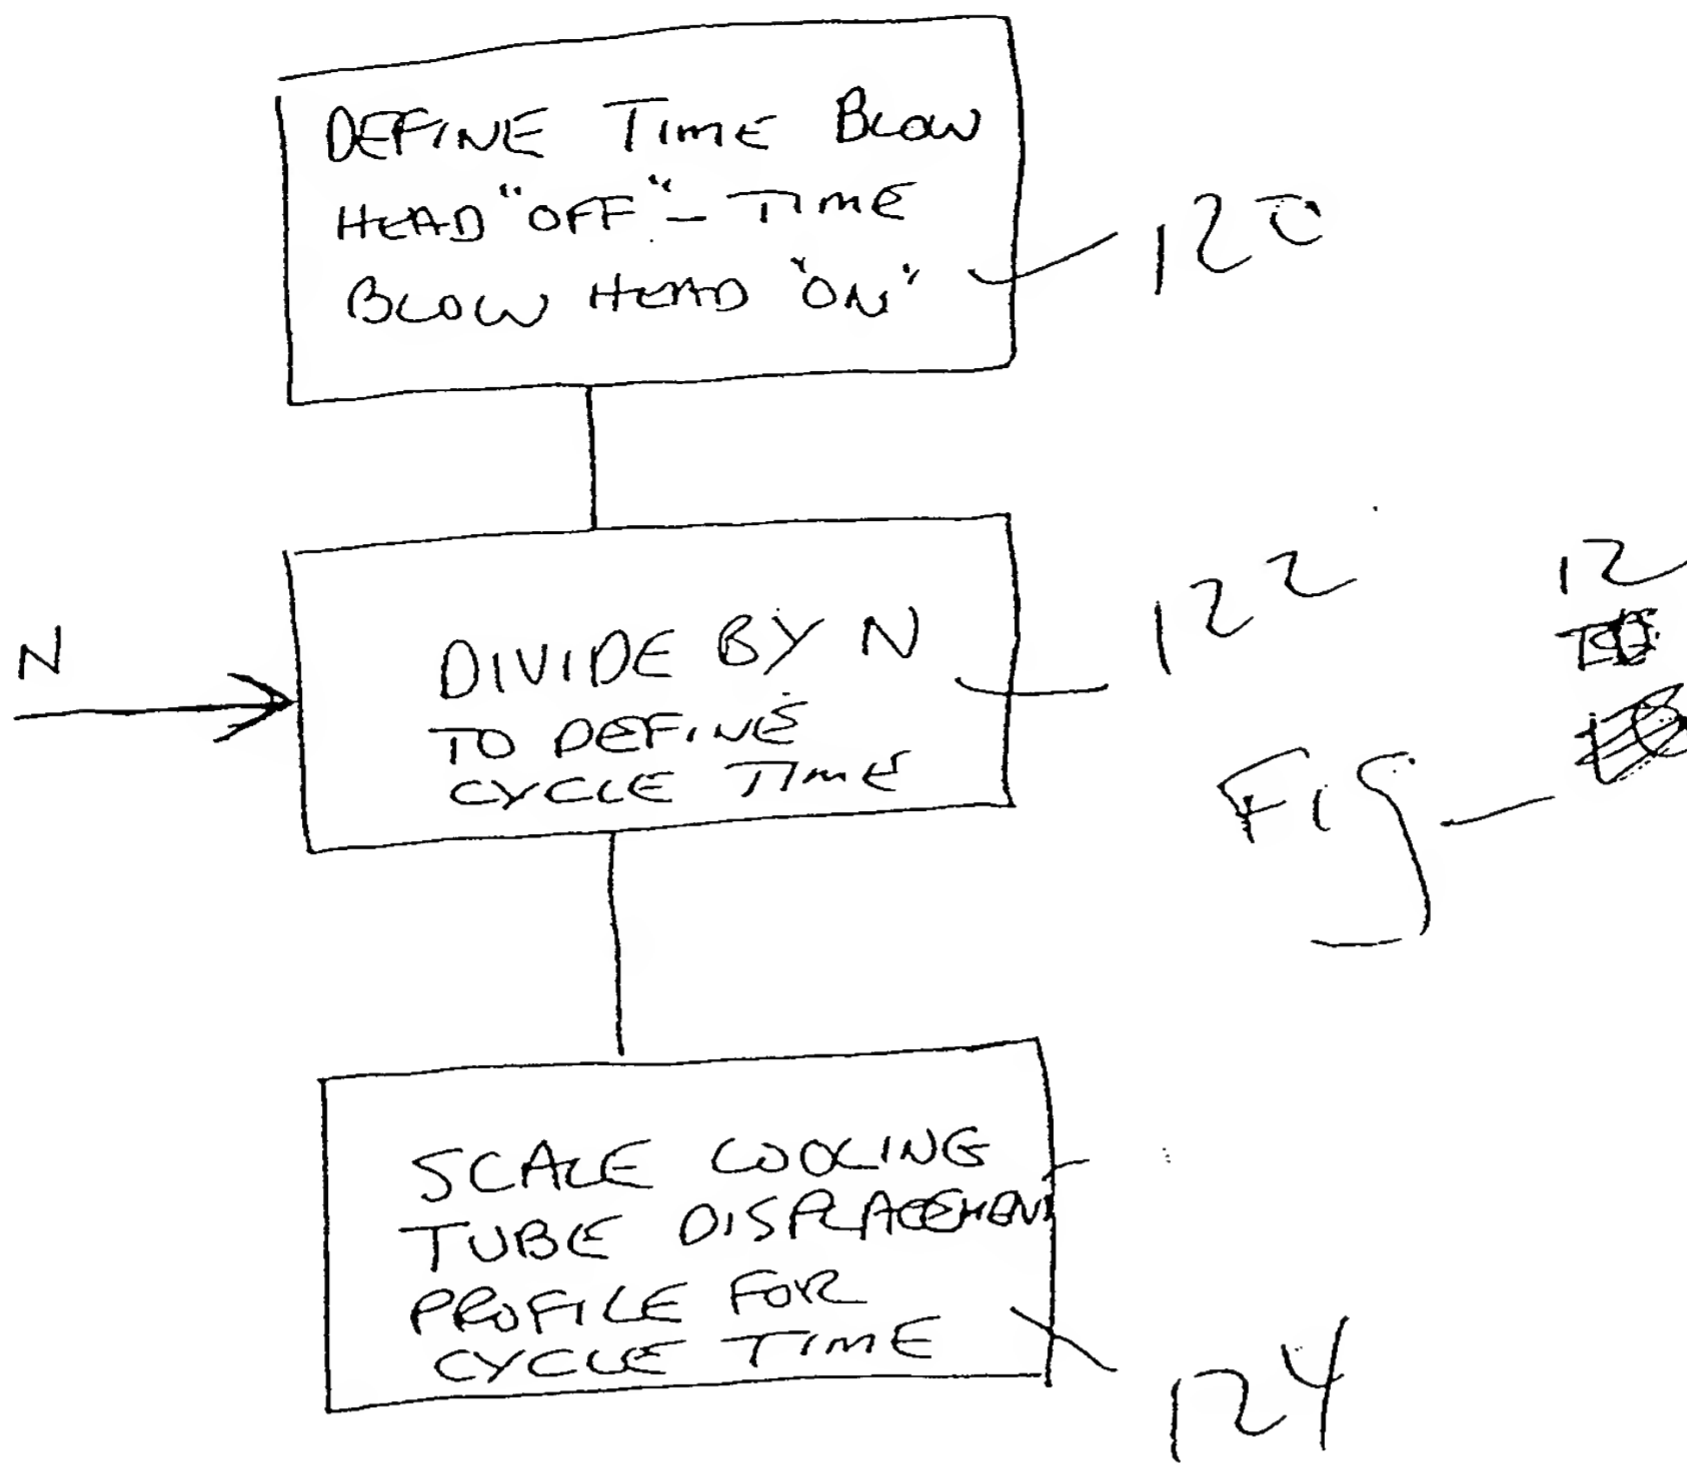 DEFINE TIME BLOW
HEAD "OFF" - TIME
BLOW HEAD "ON"
120
N
DIVIDE BY N
TO DEFINE
CYCLE TIME
122
Fig 12
SCALE COOLING
TUBE DISPLACEMENT
PROFILE FOR
CYCLE TIME
124